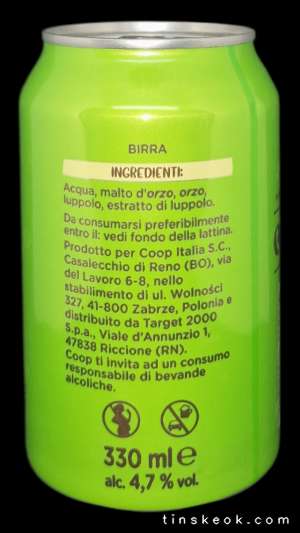 BIRRA
INGREDIENTI:
Acqua, malto d'orzo, orzo,
luppolo, estratto di luppolo.
Da consumarsi preferibilmente
entro il: vedi fondo della lattina.
Prodotto per Coop Italia S.C.,
Casalecchio di Reno (BO), via
del Lavoro 6-8, nello
stabilimento di ul. Wolności
327, 41-800 Zabrze, Polonia e
distribuito da Target 2000
S.p.a., Viale d'Annunzio 1,
47838 Riccione (RN).
Coop ti invita ad un consumo
responsabile di bevande
alcoliche.
330 ml e
alc. 4,7 % vol.
tinskeok.com